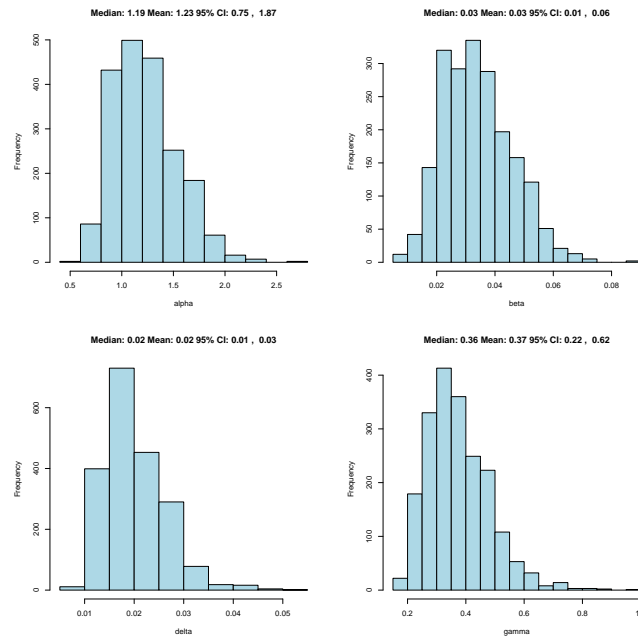 Median: 1.19 Mean: 1.23 95% CI: 0.75 , 1.87
Frequency
0 100 200 300 400 500
0.5 1.0 1.5 2.0 2.5
alpha
Median: 0.03 Mean: 0.03 95% CI: 0.01 , 0.06
Frequency
0 50 150 200 250 300
0.02 0.04 0.06 0.08
beta
Median: 0.02 Mean: 0.02 95% CI: 0.01 , 0.03
Frequency
0 200 400 600
0.01 0.02 0.03 0.04 0.05
delta
Median: 0.36 Mean: 0.37 95% CI: 0.22 , 0.62
Frequency
0 100 200 300 400
0.2 0.4 0.6 0.8
gamma